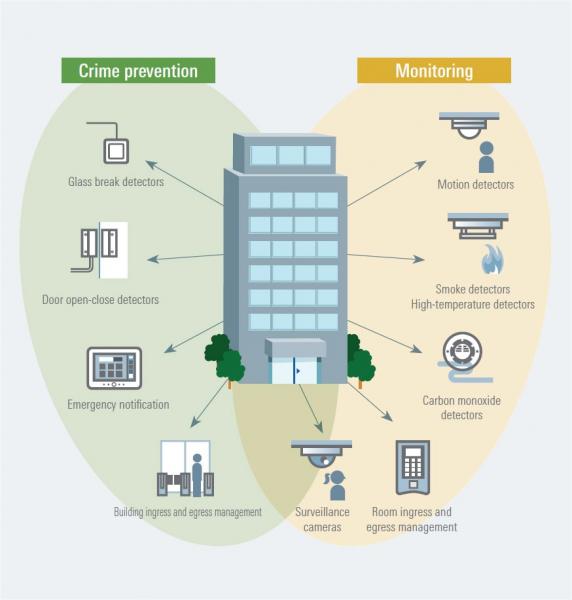 Crime prevention
Monitoring
Glass break detectors
Motion detectors
Door open-close detectors
Smoke detectors
High-temperature detectors
Emergency notification
Carbon monoxide
detectors
Building ingress and egress management
Surveillance
cameras
Room ingress and
egress management